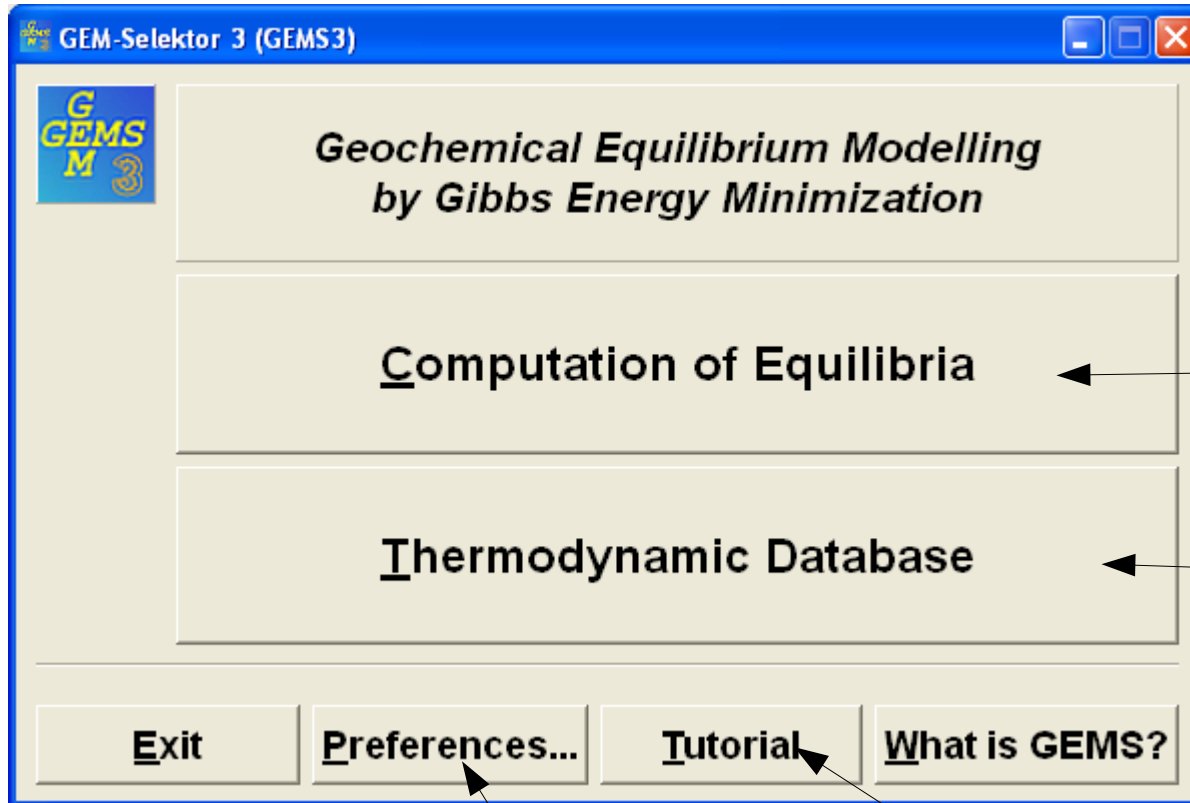 GEM-Selektor 3 (GEMS3)
G
GEMS
M 3
Geochemical Equilibrium Modelling
by Gibbs Energy Minimization
Computation of Equilibria
Thermodynamic Database
Exit
Preferences...
Tutorial
What is GEMS?